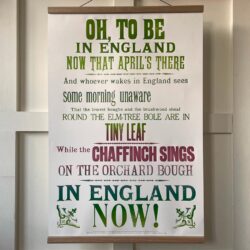 OH, TO BE
IN ENGLAND
NOW THAT APRIL'S THERE
And whoever wakes in England sees
some morning unaware
That the lowest boughs and the brushwood sheaf
ROUND THE ELM-TREE BOLE ARE IN
TINY LEAF
While the CHAFFINCH SINGS
ON THE ORCHARD BOUGH
IN ENGLAND
NOW!